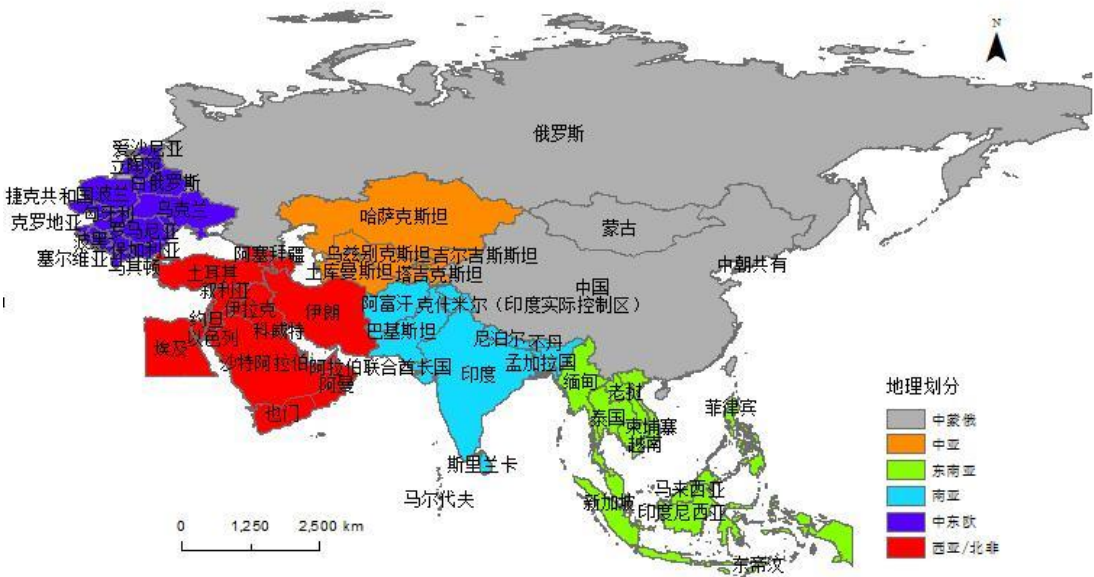 N
俄罗斯
爱沙尼亚
白俄罗斯
捷克共和国
波兰
乌克兰
克罗地亚
匈牙利
罗马尼亚
波黑
保加利亚
塞尔维亚
马其顿
哈萨克斯坦
蒙古
乌兹别克斯坦
吉尔吉斯斯坦
阿塞拜疆
土库曼斯坦
塔吉克斯坦
中朝共有
中国
土耳其
叙利亚
伊拉克
伊朗
阿富汗
克什米尔（印度实际控制区）
约旦
以色列
科威特
巴基斯坦
尼泊尔
不丹
埃及
沙特阿拉伯
阿拉伯联合酋长国
印度
孟加拉国
阿曼
缅甸
老挝
也门
泰国
柬埔寨
越南
菲律宾
斯里兰卡
马尔代夫
马来西亚
新加坡
印度尼西亚
东帝汶
0 1,250 2,500 km
地理划分
中蒙俄
中亚
东南亚
南亚
中东欧
西亚/北非